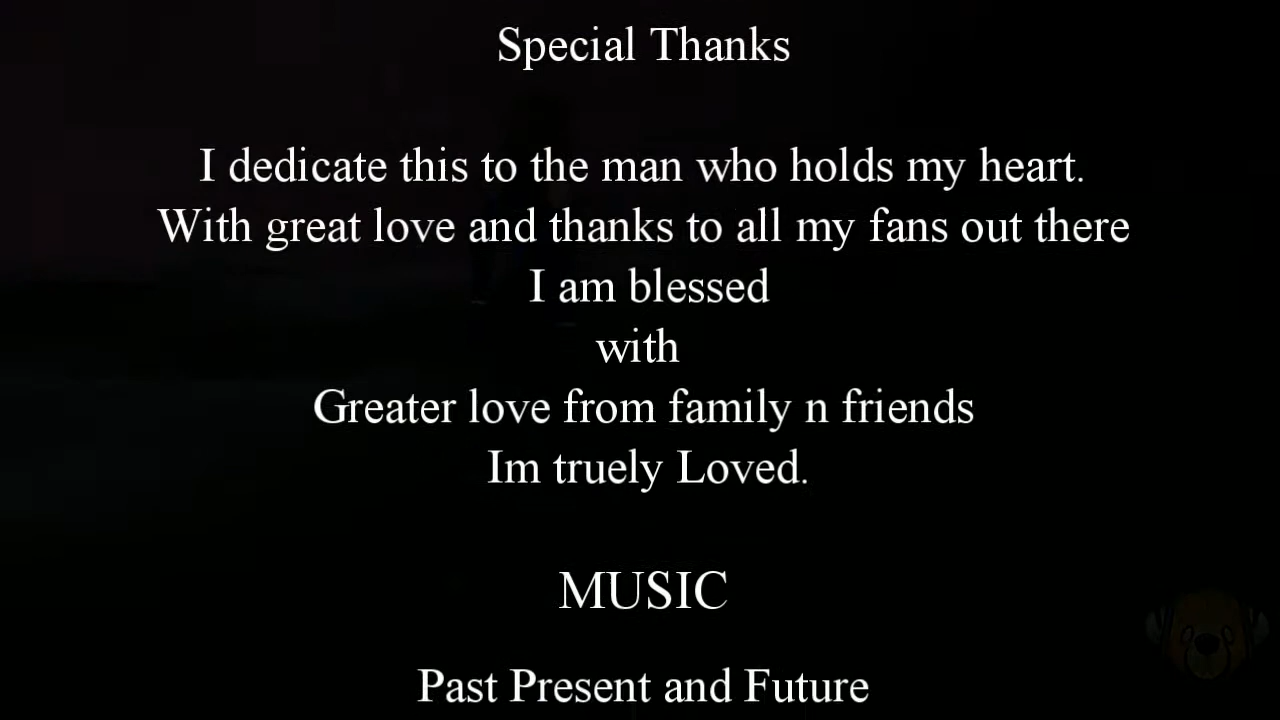 Special Thanks
I dedicate this to the man who holds my heart.
With great love and thanks to all my fans out there
I am blessed
with
Greater love from family n friends
Im truely Loved.
MUSIC
Past Present and Future